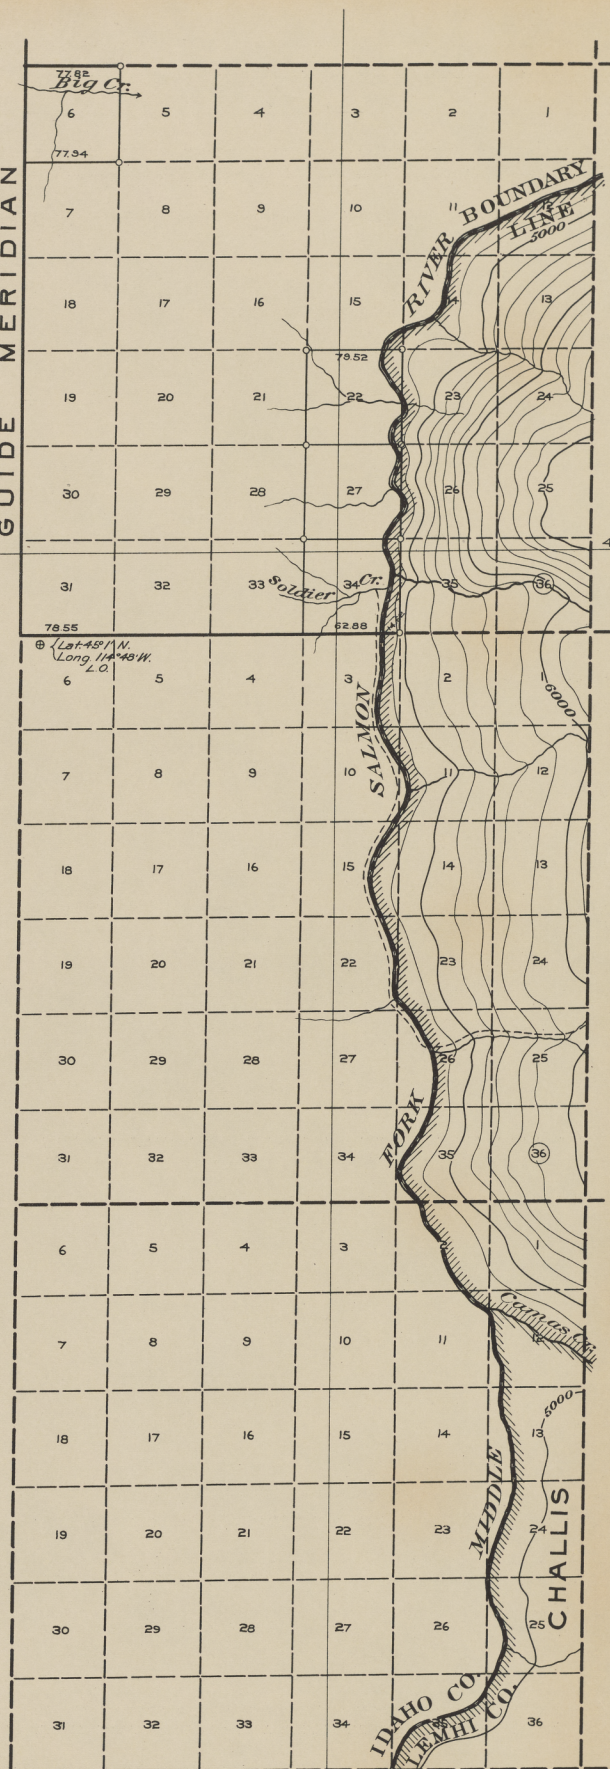 77.82
Big Cr.
6 5 4 3 2 1
77.94
GUIDE MERIDIAN
RIVER BOUNDARY LINE
7 8 9 10 11 12
5000
18 17 16 15 14 13
79.52
19 20 21 22 23 24
30 29 28 27 26 25
4
31 32 33 34 35 36
Soldier Cr.
78.55
62.88
Lat. 45°1' N.
Long. 114°48' W.
L.O.
6 5 4 3 2 1
6000
SALMON
7 8 9 10 11 12
18 17 16 15 14 13
19 20 21 22 23 24
30 29 28 27 26 25
FORK
31 32 33 34 35 36
6 5 4 3 1
Camas Cr.
7 8 9 10 11 12
5000
18 17 16 15 14 13
MIDDLE
19 20 21 22 23 24
CHALLIS
30 29 28 27 26 25
IDAHO CO.
LEMHI CO.
31 32 33 34 35 36